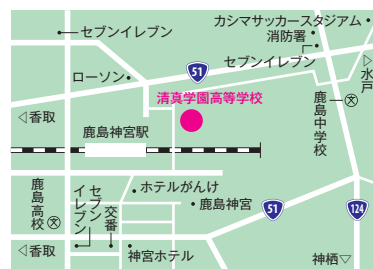 カシマサッカースタジアム
消防署
セブンイレブン
セブンイレブン
51
▷水戸
ローソン
清真学園高等学校
文
鹿島中学校
◁香取
鹿島神宮駅
鹿島高校
文
セブンイレブン
交番
ホテルがんけ
鹿島神宮
51
124
◁香取
神宮ホテル
神栖▽